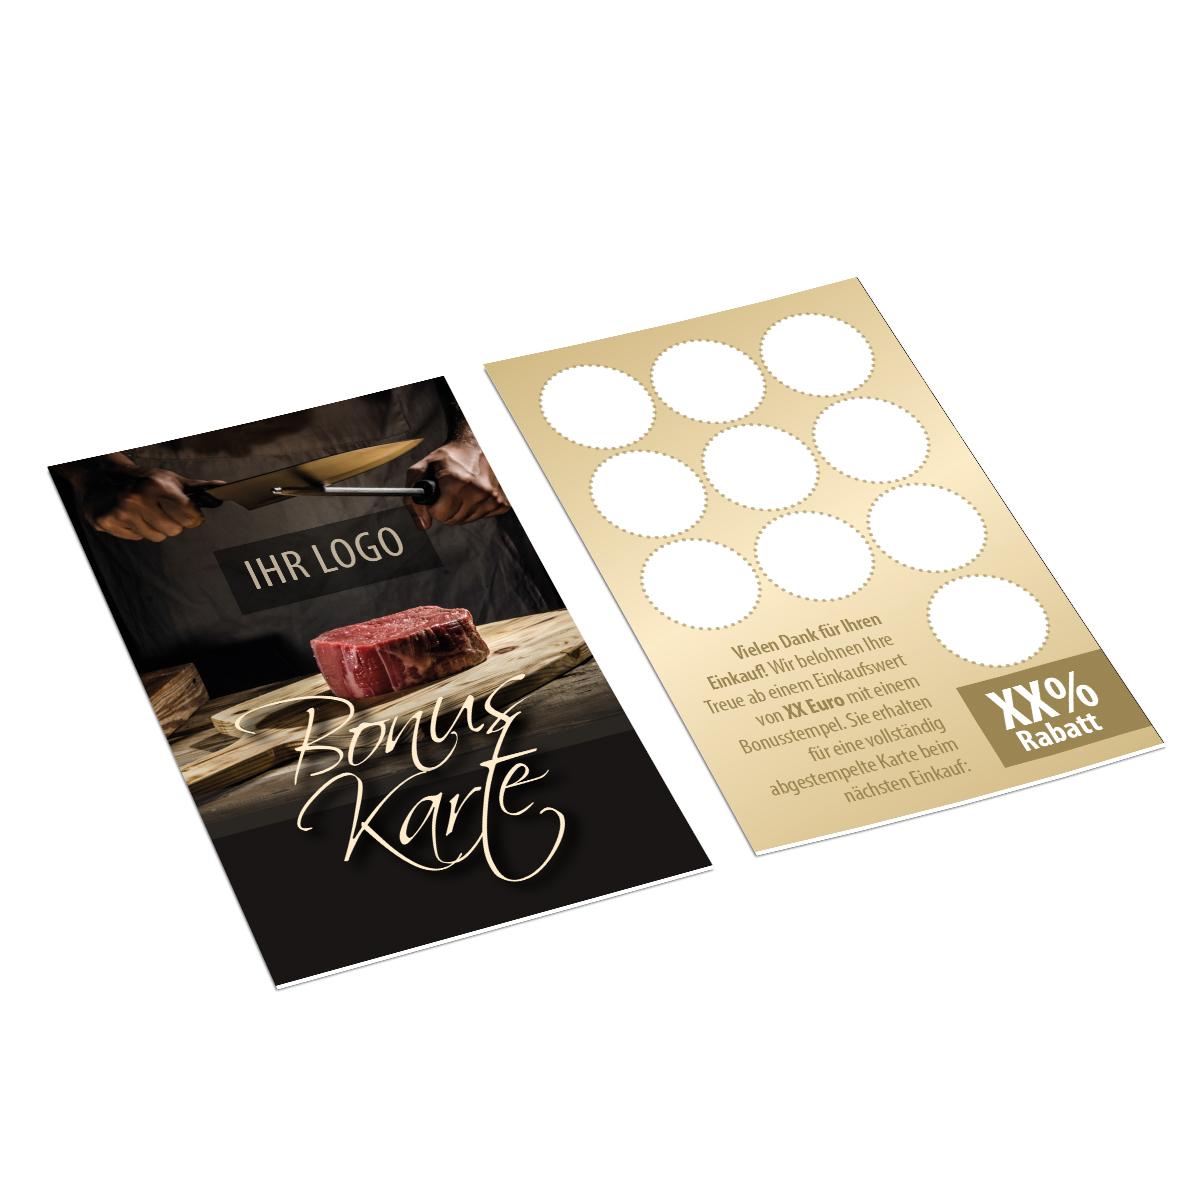 IHR LOGO
Bonus
Karte
Vielen Dank für Ihren
Einkauf! Wir belohnen Ihre
Treue ab einem Einkaufswert
von XX Euro mit einem
Bonusstempel. Sie erhalten
für eine vollständig
abgestempelte Karte beim
nächsten Einkauf:
XX%
Rabatt